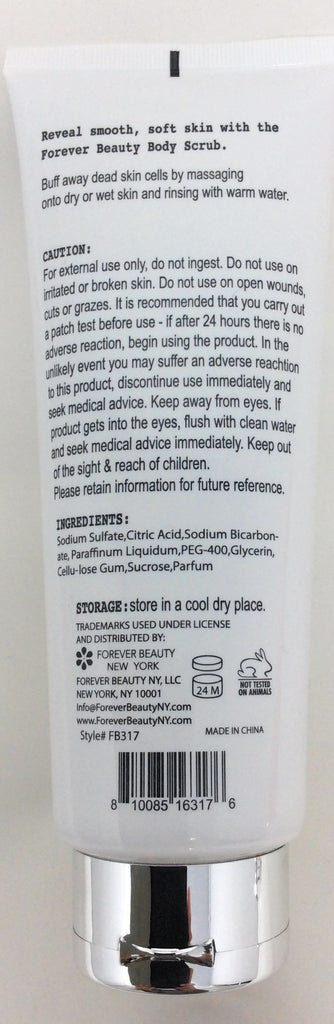 Reveal smooth, soft skin with the
Forever Beauty Body Scrub.
Buff away dead skin cells by massaging
onto dry or wet skin and rinsing with warm water.
CAUTION:
For external use only, do not ingest. Do not use on
irritated or broken skin. Do not use on open wounds,
cuts or grazes. It is recommended that you carry out
a patch test before use - if after 24 hours there is no
adverse reaction, begin using the product. In the
unlikely event you may suffer an adverse reachtion
to this product, discontinue use immediately and
seek medical advice. Keep away from eyes. If
product gets into the eyes, flush with clean water
and seek medical advice immediately. Keep out
of the sight & reach of children.
Please retain information for future reference.
INGREDIENTS:
Sodium Sulfate,Citric Acid,Sodium Bicarbon-
ate, Paraffinum Liquidum,PEG-400,Glycerin,
Cellu-lose Gum,Sucrose,Parfum
STORAGE:store in a cool dry place.
TRADEMARKS USED UNDER LICENSE
AND DISTRIBUTED BY:
FOREVER BEAUTY
NEW YORK
FOREVER BEAUTY NY, LLC
NEW YORK, NY 10001
Info@ForeverBeautyNY.com
www.ForeverBeautyNY.com
Style# FB317
24 M
NOT TESTED
ON ANIMALS
MADE IN CHINA
8 10085 16317 6